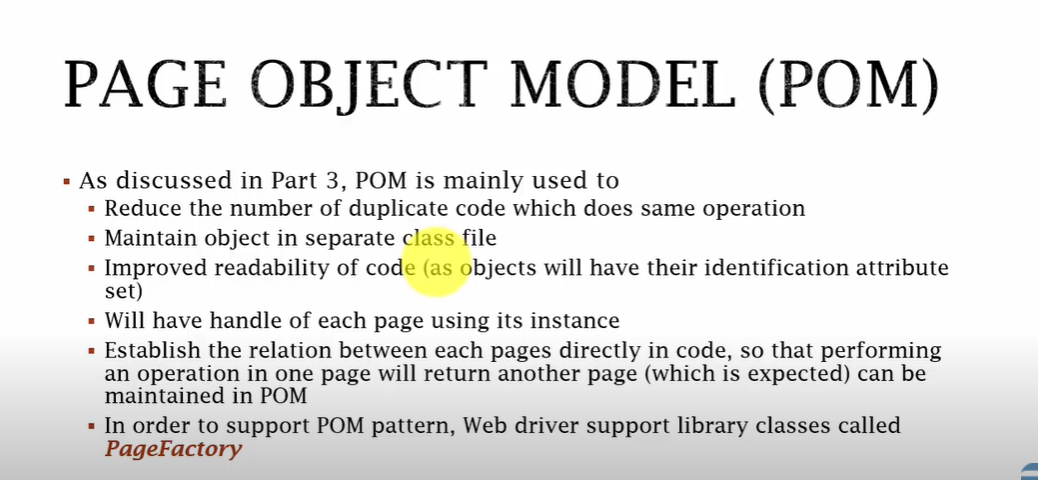 PAGE OBJECT MODEL (POM)
As discussed in Part 3, POM is mainly used to
Reduce the number of duplicate code which does same operation
Maintain object in separate class file
Improved readability of code (as objects will have their identification attribute
set)
Will have handle of each page using its instance
Establish the relation between each pages directly in code, so that performing
an operation in one page will return another page (which is expected) can be
maintained in POM
In order to support POM pattern, Web driver support library classes called
PageFactory